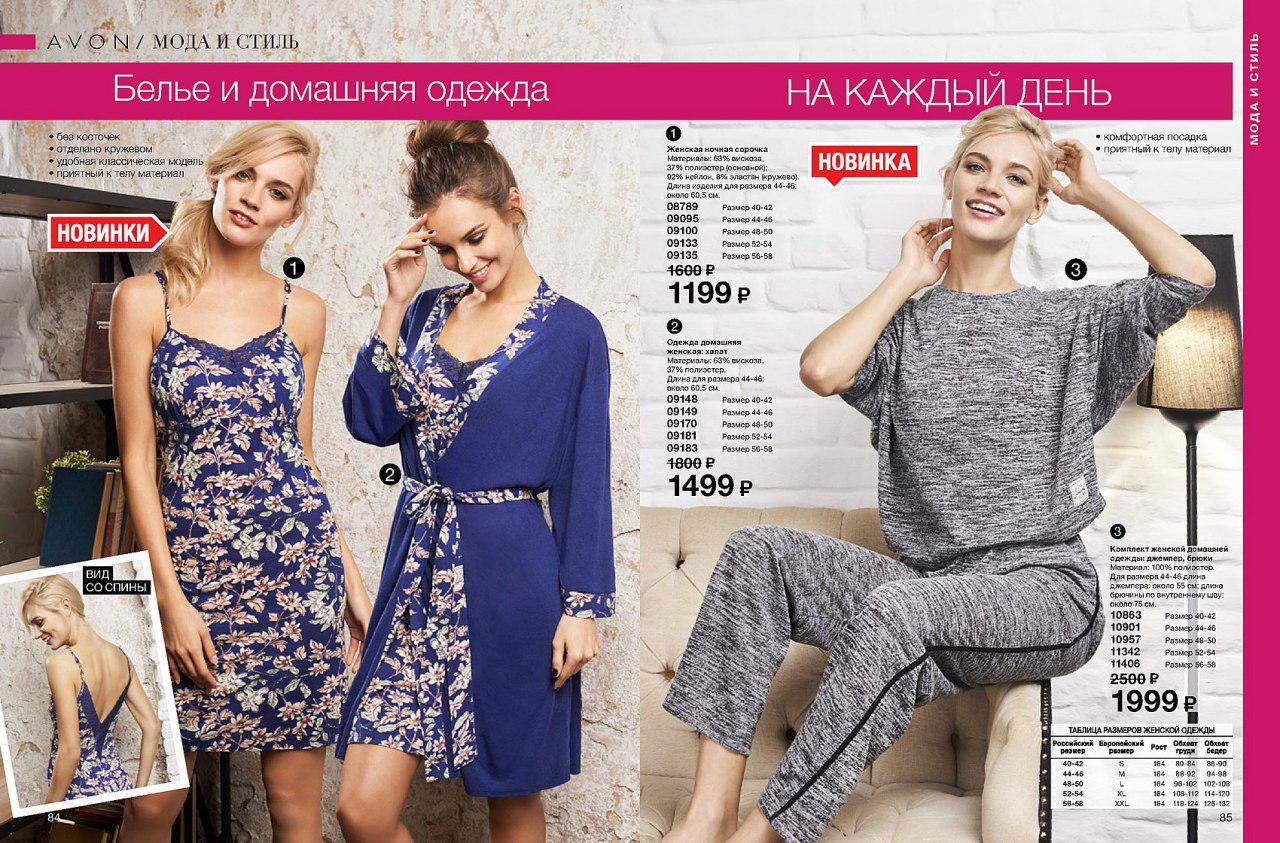 AVON / МОДА И СТИЛЬ
Белье и домашняя одежда
• без косточек
• отделано кружевом
• удобная классическая модель
• приятный к телу материал
НОВИНКИ
1
2
ВИД
СО СПИНЫ
84
НА КАЖДЫЙ ДЕНЬ
МОДА И СТИЛЬ
1
Женская ночная сорочка
Материалы: 63% вискоза,
37% полиэстер (основной);
92% нейлон, 8% эластан (кружево).
Длина изделия для размера 44-46:
около 60,5 см.
08789 Размер 40-42
09095 Размер 44-46
09100 Размер 48-50
09133 Размер 52-54
09135 Размер 56-58
1600 ₽
1199 ₽
2
Одежда домашняя
женская: халат
Материалы: 63% вискоза,
37% полиэстер.
Длина для размера 44-46:
около 60,5 см.
09148 Размер 40-42
09149 Размер 44-46
09170 Размер 48-50
09181 Размер 52-54
09183 Размер 56-58
1800 ₽
1499 ₽
НОВИНКА
• комфортная посадка
• приятный к телу материал
3
3
Комплект женской домашней
одежды: джемпер, брюки
Материал: 100% полиэстер.
Для размера 44-46 длина
джемпера: около 55 см; длина
брючины по внутреннему шву:
около 75 см.
10863 Размер 40-42
10901 Размер 44-46
10957 Размер 48-50
11342 Размер 52-54
11406 Размер 56-58
2500 ₽
1999 ₽
ТАБЛИЦА РАЗМЕРОВ ЖЕНСКОЙ ОДЕЖДЫ
Российский размер Европейский размер Рост Обхват груди Обхват бедер
40-42 S 164 80-84 88-90
44-46 M 164 88-92 94-98
48-50 L 164 96-102 102-108
52-54 XL 164 108-112 114-120
56-58 XXL 164 118-124 126-132
85